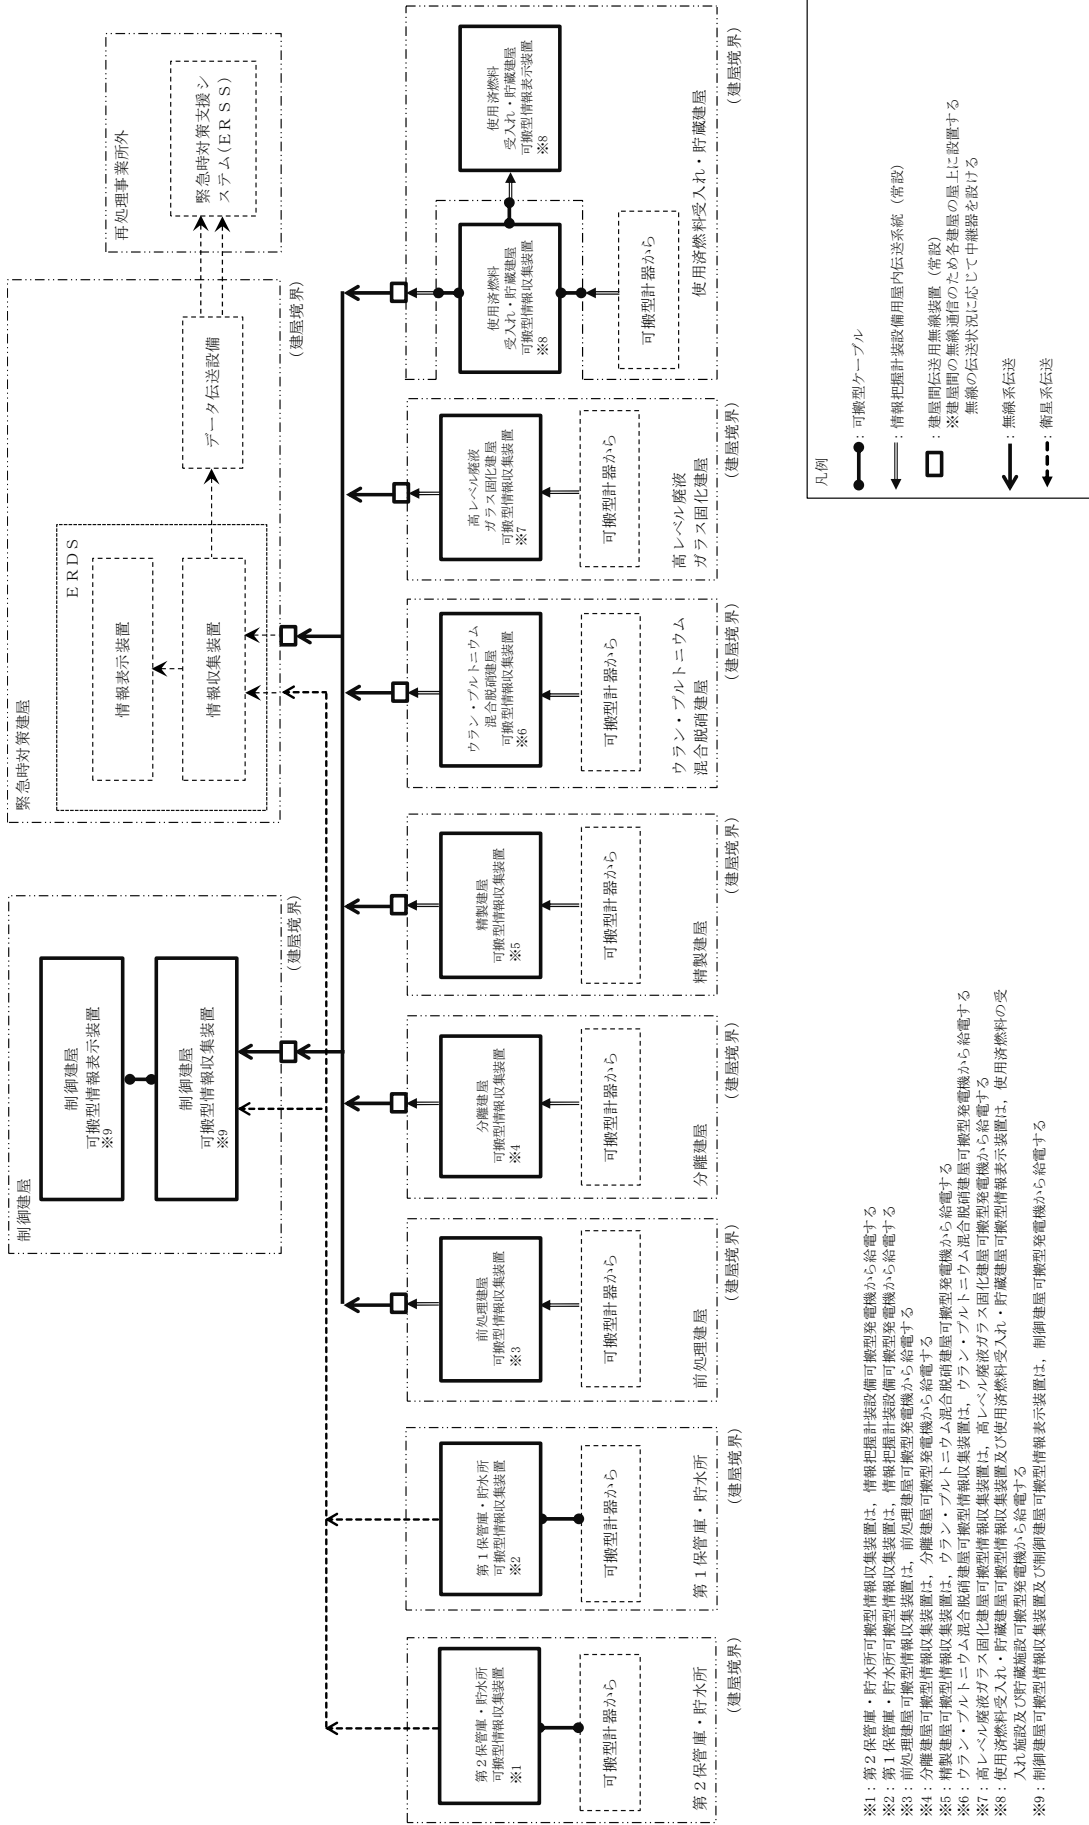 制御建屋
制御建屋
可搬型情報表示装置
※9
制御建屋
可搬型情報収集装置
※9
(建屋境界)
緊急時対策建屋
ERDS
情報表示装置
情報収集装置
データ伝送設備
(建屋境界)
再処理事業所外
緊急時対策支援シ
ステム(ERSS)
第2保管庫・貯水所
可搬型情報収集装置
※1
可搬型計器から
第2保管庫・貯水所
(建屋境界)
第1保管庫・貯水所
可搬型情報収集装置
※2
可搬型計器から
第1保管庫・貯水所
(建屋境界)
前処理建屋
可搬型情報収集装置
※3
可搬型計器から
前処理建屋
(建屋境界)
分離建屋
可搬型情報収集装置
※4
可搬型計器から
分離建屋
(建屋境界)
精製建屋
可搬型情報収集装置
※5
可搬型計器から
精製建屋
(建屋境界)
ウラン・プルトニウム
混合脱硝建屋
可搬型情報収集装置
※6
可搬型計器から
ウラン・プルトニウム
混合脱硝建屋
(建屋境界)
高レベル廃液
ガラス固化建屋
可搬型情報収集装置
※7
可搬型計器から
高レベル廃液
ガラス固化建屋
(建屋境界)
使用済燃料
受入れ・貯蔵建屋
可搬型情報収集装置
※8
使用済燃料
受入れ・貯蔵建屋
可搬型情報表示装置
※8
可搬型計器から
使用済燃料受入れ・貯蔵建屋
(建屋境界)
※1:第2保管庫・貯水所可搬型情報収集装置は,情報把握計装設備可搬型発電機から給電する
※2:第1保管庫・貯水所可搬型情報収集装置は,情報把握計装設備可搬型発電機から給電する
※3:前処理建屋可搬型情報収集装置は,前処理建屋可搬型発電機から給電する
※4:分離建屋可搬型情報収集装置は,分離建屋可搬型発電機から給電する
※5:精製建屋可搬型情報収集装置は,ウラン・プルトニウム混合脱硝建屋可搬型発電機から給電する
※6:ウラン・プルトニウム混合脱硝建屋可搬型情報収集装置は,ウラン・プルトニウム混合脱硝建屋可搬型発電機から給電する
※7:高レベル廃液ガラス固化建屋可搬型情報収集装置は,高レベル廃液ガラス固化建屋可搬型発電機から給電する
※8:使用済燃料受入れ・貯蔵建屋可搬型情報収集装置及び使用済燃料受入れ・貯蔵建屋可搬型情報表示装置は,使用済燃料の受
入れ施設及び貯蔵施設可搬型発電機から給電する
※9:制御建屋可搬型情報収集装置及び制御建屋可搬型情報表示装置は,制御建屋可搬型発電機から給電する
凡例
:可搬型ケーブル
:情報把握計装設備用屋内伝送系統(常設)
:建屋間伝送用無線装置(常設)
※建屋間の無線通信のため各建屋の屋上に設置する
無線の伝送状況に応じて中継器を設ける
:無線系伝送
:衛星系伝送